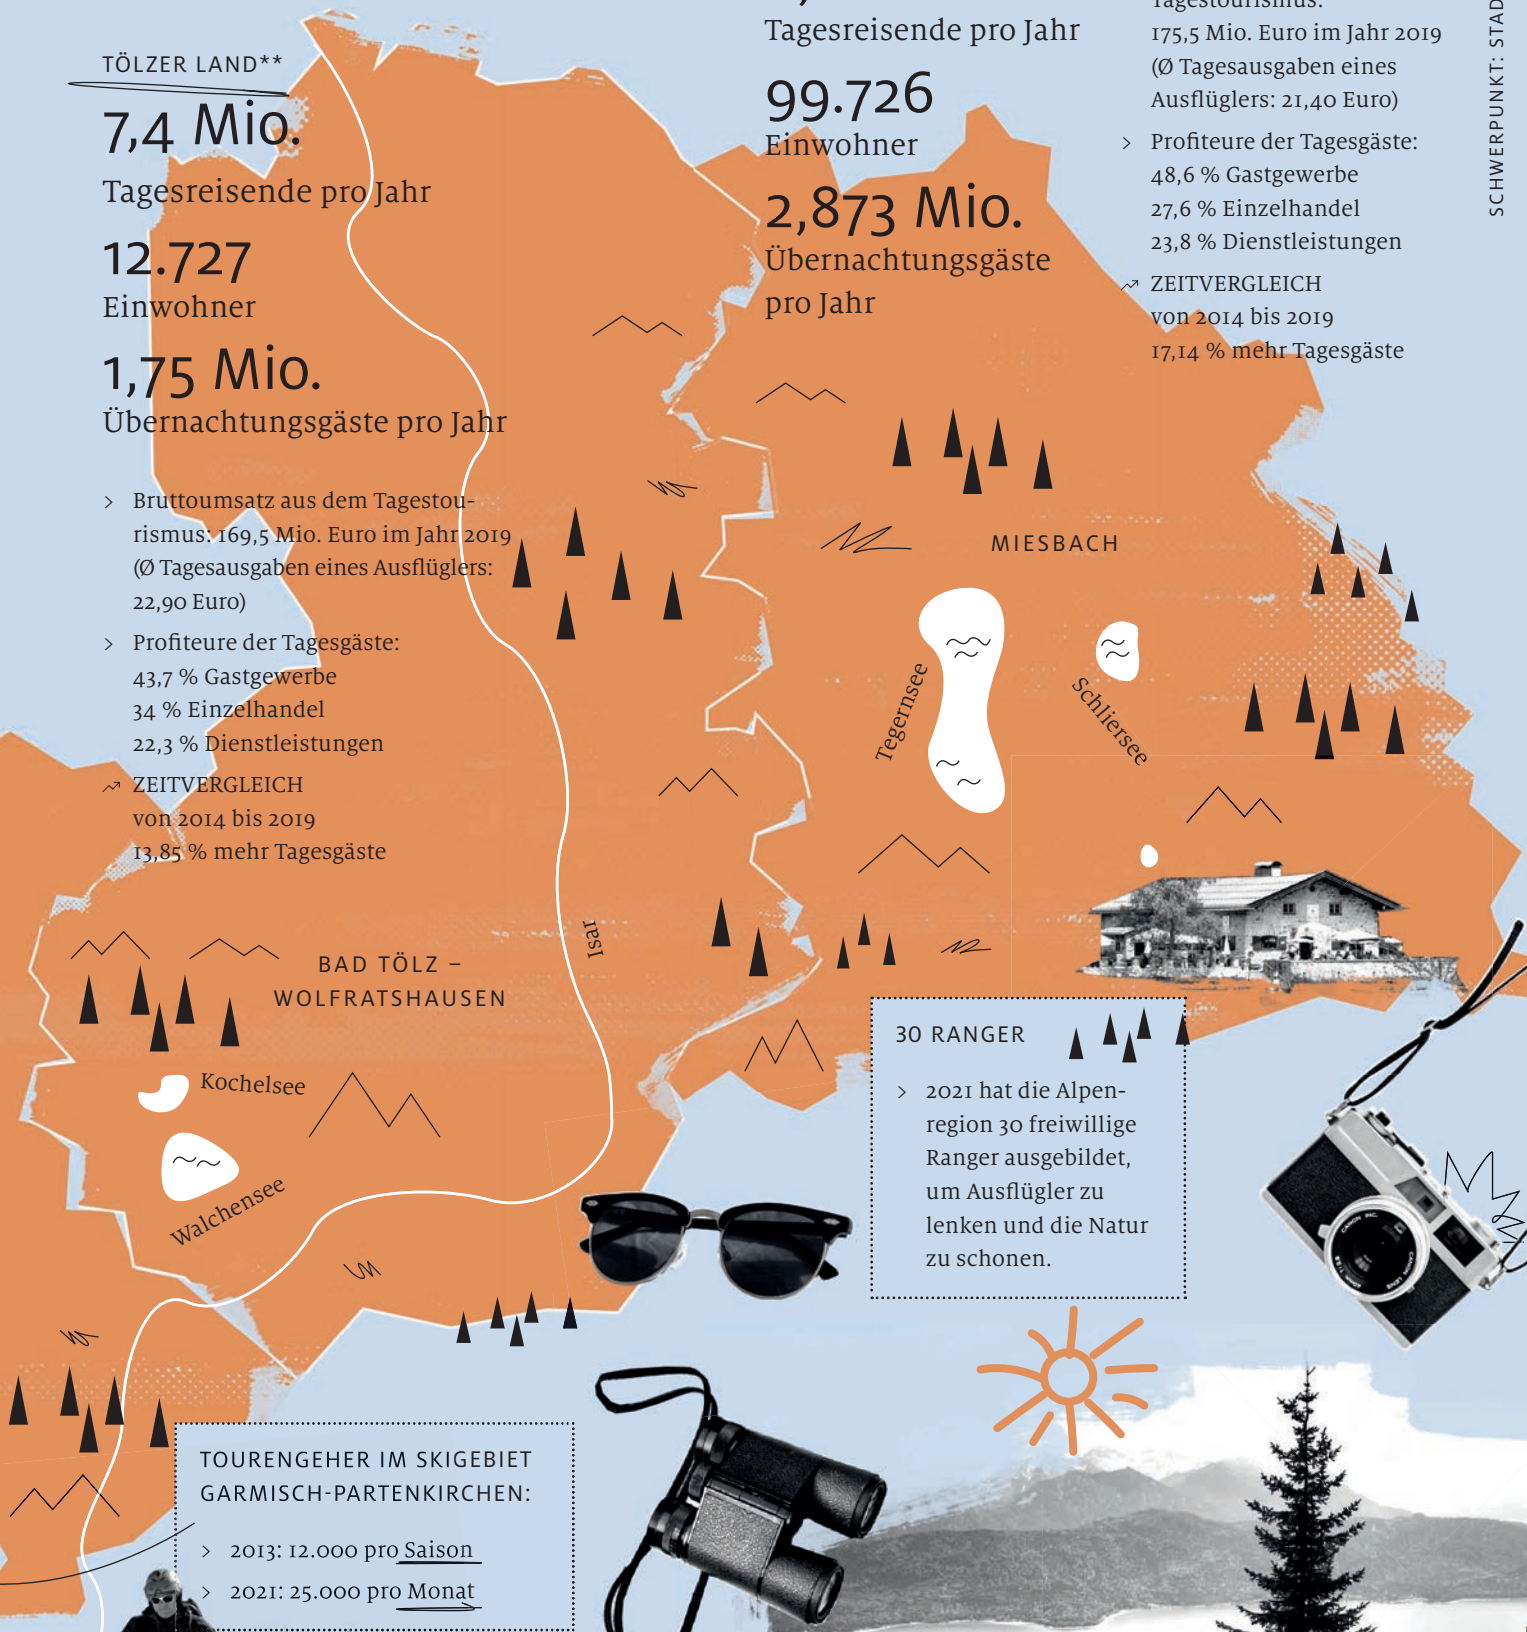 TÖLZER LAND**
7,4 Mio.
Tagesreisende pro Jahr
12.727
Einwohner
1,75 Mio.
Übernachtungsgäste pro Jahr
> Bruttoumsatz aus dem Tagestou-
rismus: 169,5 Mio. Euro im Jahr 2019
(Ø Tagesausgaben eines Ausflüglers:
22,90 Euro)
> Profiteure der Tagesgäste:
43,7 % Gastgewerbe
34 % Einzelhandel
22,3 % Dienstleistungen
ZEITVERGLEICH
von 2014 bis 2019
13,85 % mehr Tagesgäste
Tagesreisende pro Jahr
99.726
Einwohner
2,873 Mio.
Übernachtungsgäste
pro Jahr
Tagestourismus:
175,5 Mio. Euro im Jahr 2019
(Ø Tagesausgaben eines
Ausflüglers: 21,40 Euro)
> Profiteure der Tagesgäste:
48,6 % Gastgewerbe
27,6 % Einzelhandel
23,8 % Dienstleistungen
ZEITVERGLEICH
von 2014 bis 2019
17,14 % mehr Tagesgäste
SCHWERPUNKT: STAD
MIESBACH
Tegernsee
Schliersee
Isar
BAD TÖLZ –
WOLFRATSHAUSEN
Kochelsee
Walchensee
30 RANGER
> 2021 hat die Alpen-
region 30 freiwillige
Ranger ausgebildet,
um Ausflügler zu
lenken und die Natur
zu schonen.
CANON INC.
CANON LENS
TOURENGEHER IM SKIGEBIET
GARMISCH-PARTENKIRCHEN:
> 2013: 12.000 pro Saison
> 2021: 25.000 pro Monat